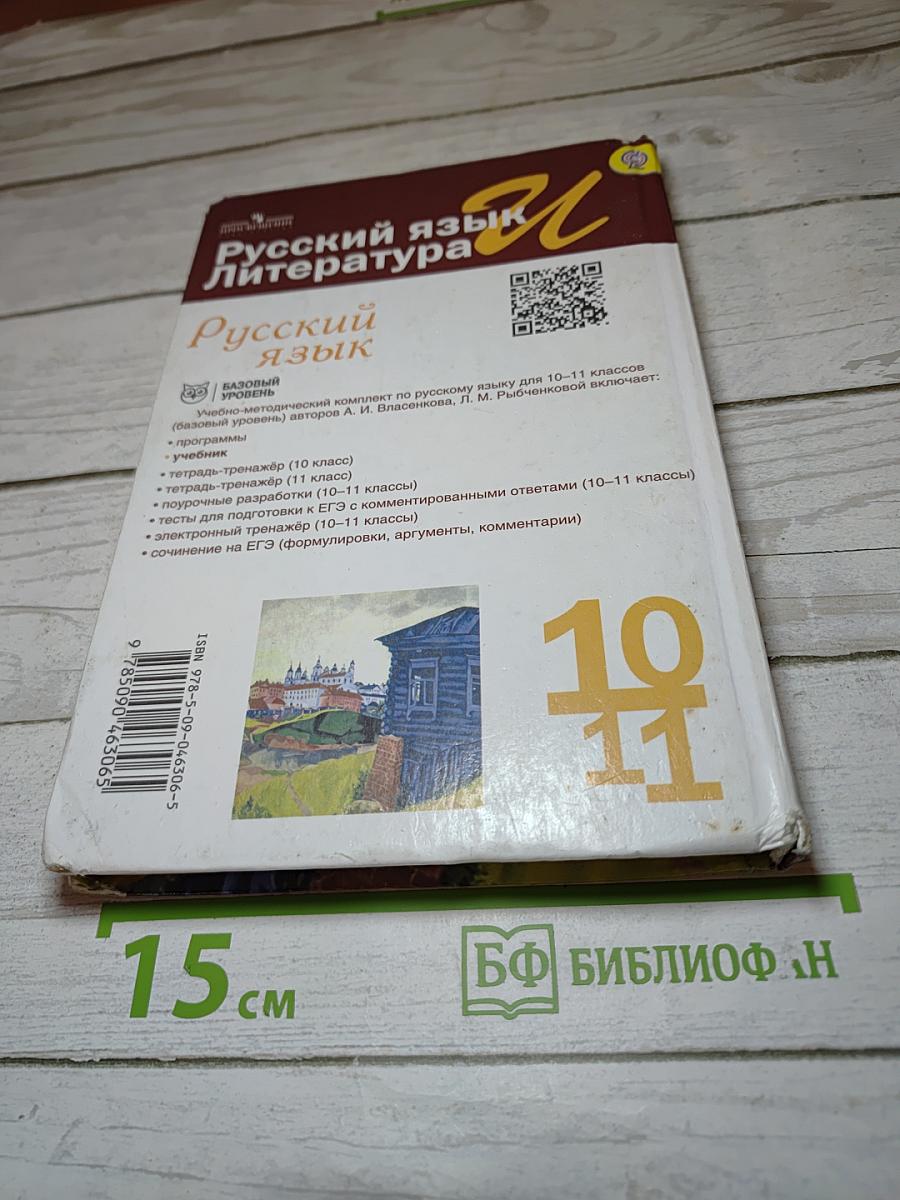 ПРОСВЕЩЕНИЕ
Русский язык и
Литература
Русский
язык
БАЗОВЫЙ
УРОВЕНЬ
Учебно-методический комплект по русскому языку для 10–11 классов
(базовый уровень) авторов А. И. Власенкова, Л. М. Рыбченковой включает:
• программы
• учебник
• тетрадь-тренажёр (10 класс)
• тетрадь-тренажёр (11 класс)
• поурочные разработки (10–11 классы)
• тесты для подготовки к ЕГЭ с комментированными ответами (10–11 классы)
• электронный тренажёр (10–11 классы)
• сочинение на ЕГЭ (формулировки, аргументы, комментарии)
ISBN 978-5-09-046306-5
9 785090 463065
10
11
15 см
БФ БИБЛИОФ